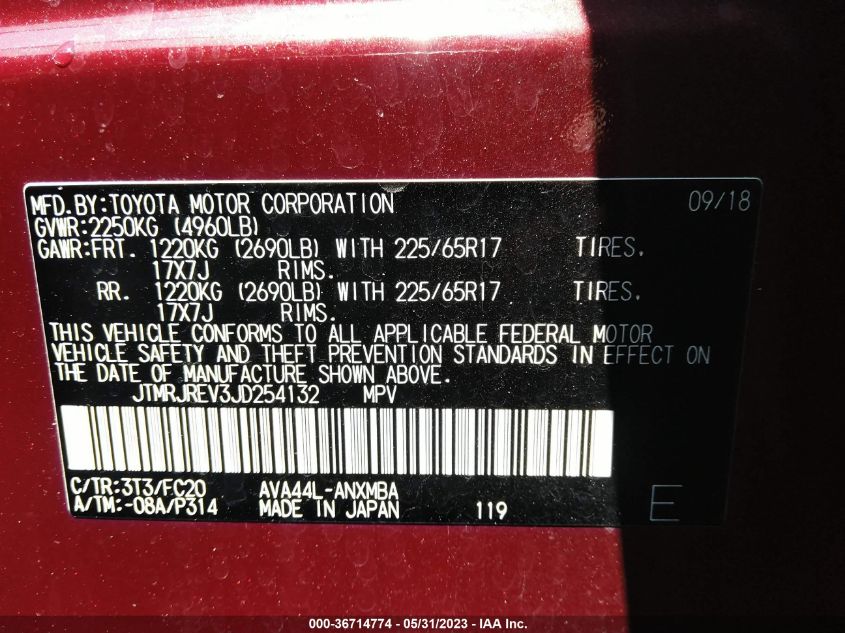 MFD.BY:TOYOTA MOTOR CORPORATION 09/18
GVWR:2250KG (4960LB)
GAWR:FRT. 1220KG (2690LB) WITH 225/65R17 TIRES.
17X7J RIMS.
RR. 1220KG (2690LB) WITH 225/65R17 TIRES.
17X7J RIMS.
THIS VEHICLE CONFORMS TO ALL APPLICABLE FEDERAL MOTOR
VEHICLE SAFETY AND THEFT PREVENTION STANDARDS IN EFFECT ON
THE DATE OF MANUFACTURE SHOWN ABOVE.
JTMRJREV3JD254132 MPV
C/TR:3T3/FC20 AVA44L-ANXMBA
A/TM:-08A/P314 MADE IN JAPAN 119 E
000-36714774 - 05/31/2023 - IAA Inc.